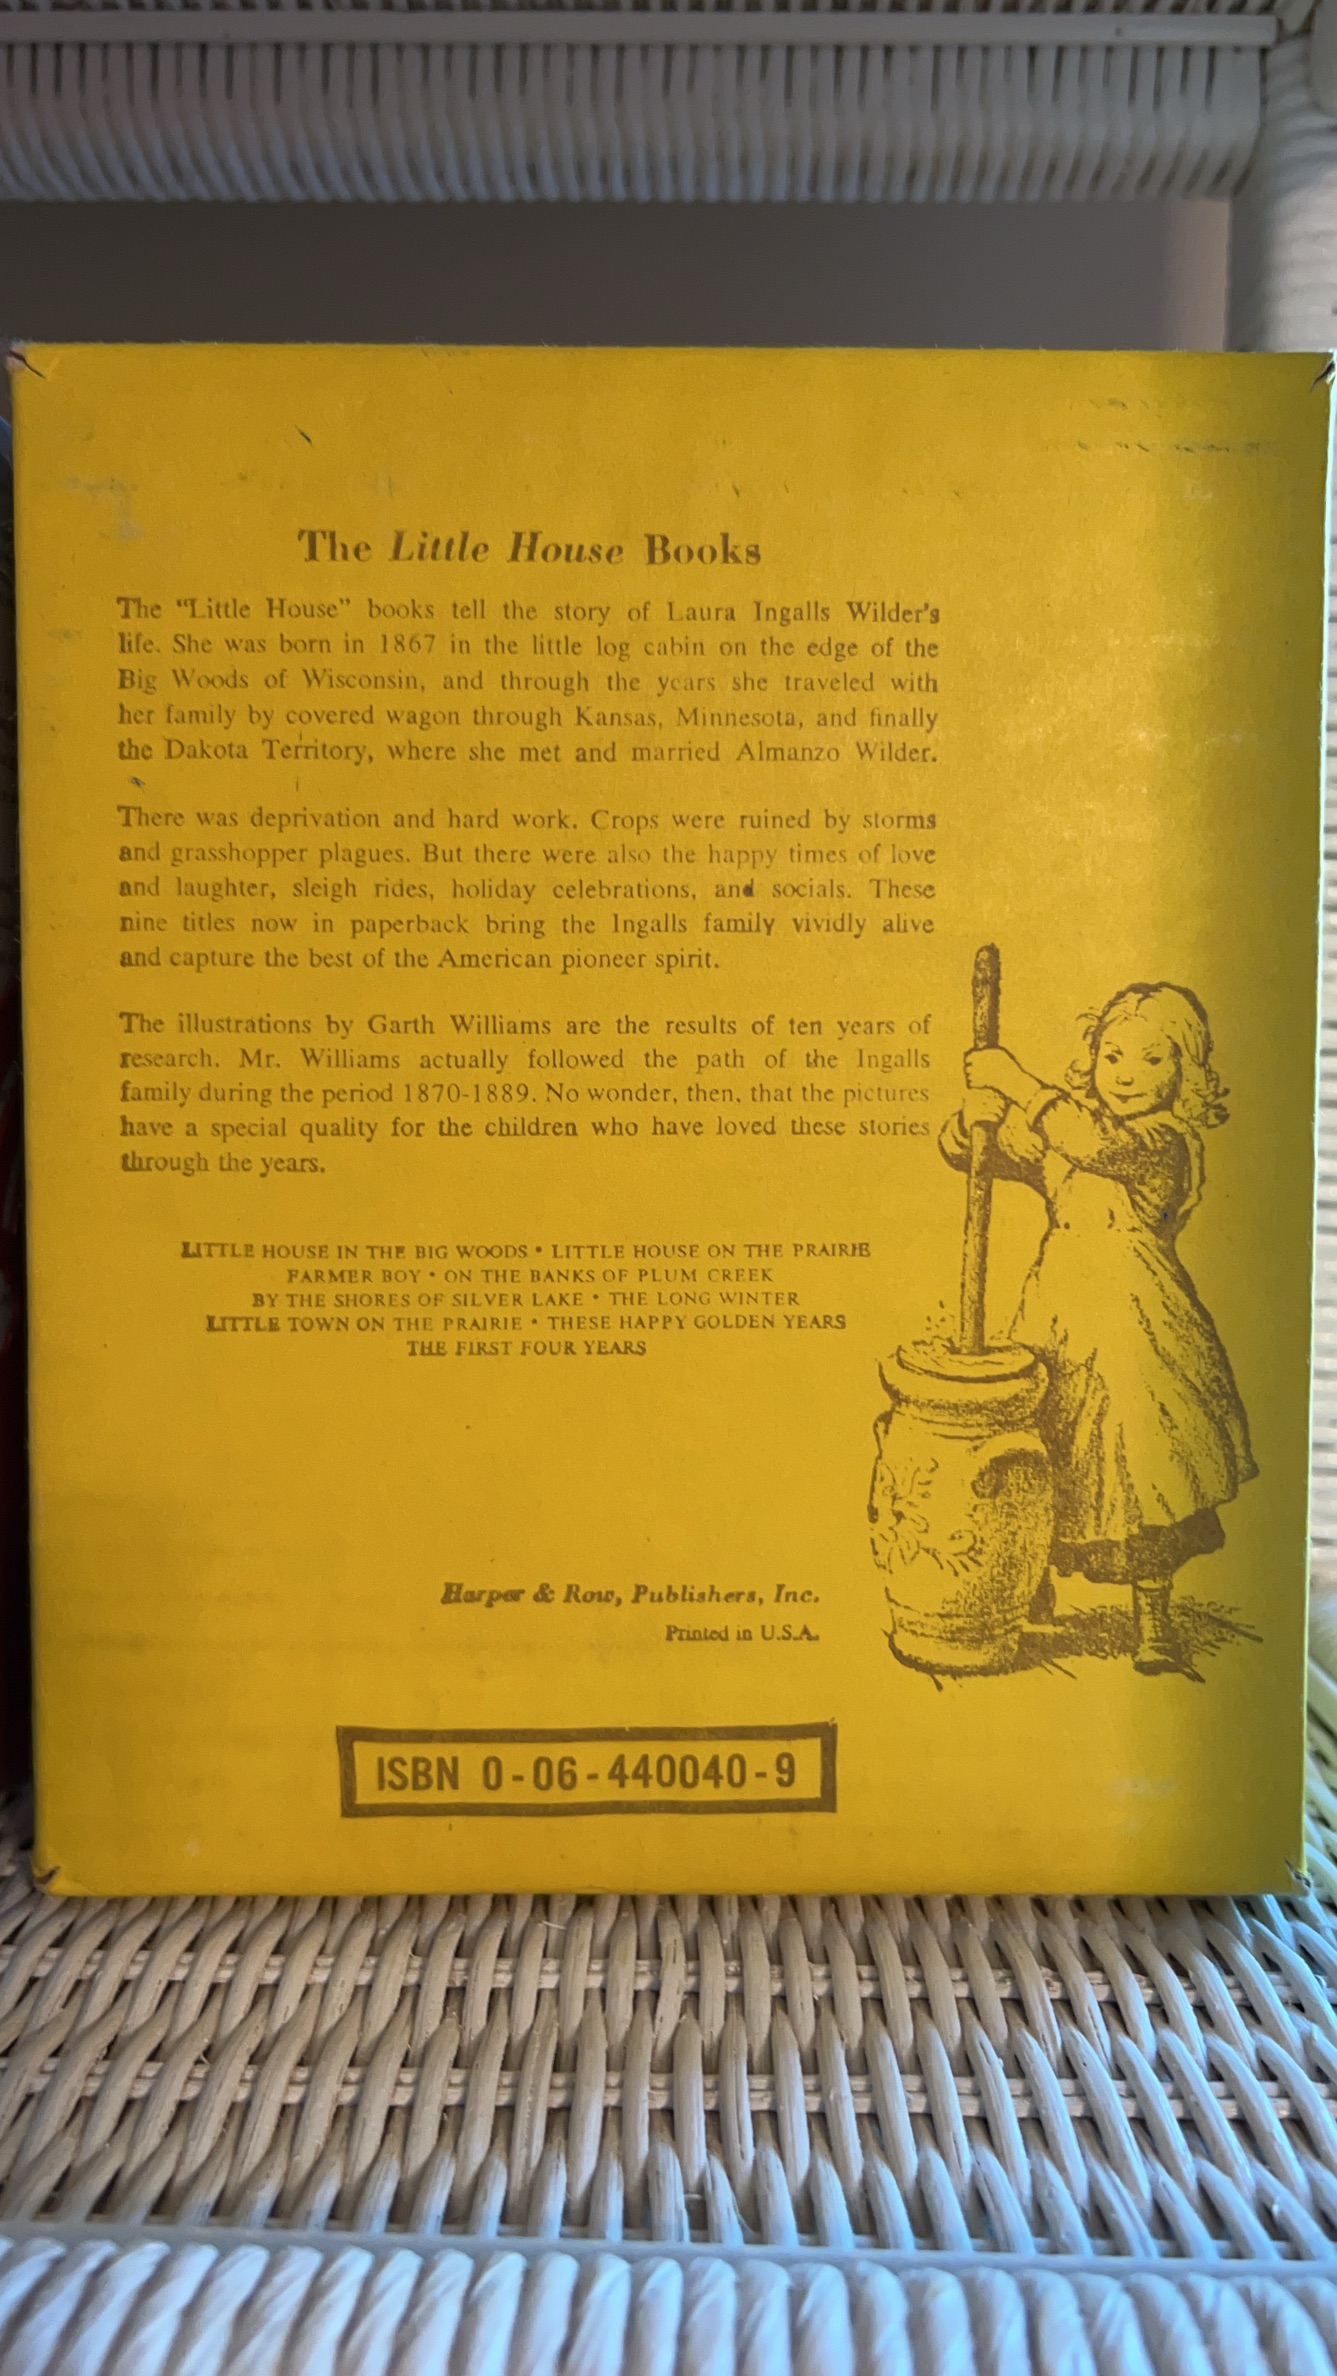 The Little House Books
The "Little House" books tell the story of Laura Ingalls Wilder's
life. She was born in 1867 in the little log cabin on the edge of the
Big Woods of Wisconsin, and through the years she traveled with
her family by covered wagon through Kansas, Minnesota, and finally
the Dakota Territory, where she met and married Almanzo Wilder.
There was deprivation and hard work. Crops were ruined by storms
and grasshopper plagues. But there were also the happy times of love
and laughter, sleigh rides, holiday celebrations, and socials. These
nine titles now in paperback bring the Ingalls family vividly alive
and capture the best of the American pioneer spirit.
The illustrations by Garth Williams are the results of ten years of
research. Mr. Williams actually followed the path of the Ingalls
family during the period 1870-1889. No wonder, then, that the pictures
have a special quality for the children who have loved these stories
through the years.
LITTLE HOUSE IN THE BIG WOODS • LITTLE HOUSE ON THE PRAIRIE
FARMER BOY • ON THE BANKS OF PLUM CREEK
BY THE SHORES OF SILVER LAKE • THE LONG WINTER
LITTLE TOWN ON THE PRAIRIE • THESE HAPPY GOLDEN YEARS
THE FIRST FOUR YEARS
Harper & Row, Publishers, Inc.
Printed in U.S.A.
ISBN 0-06-440040-9